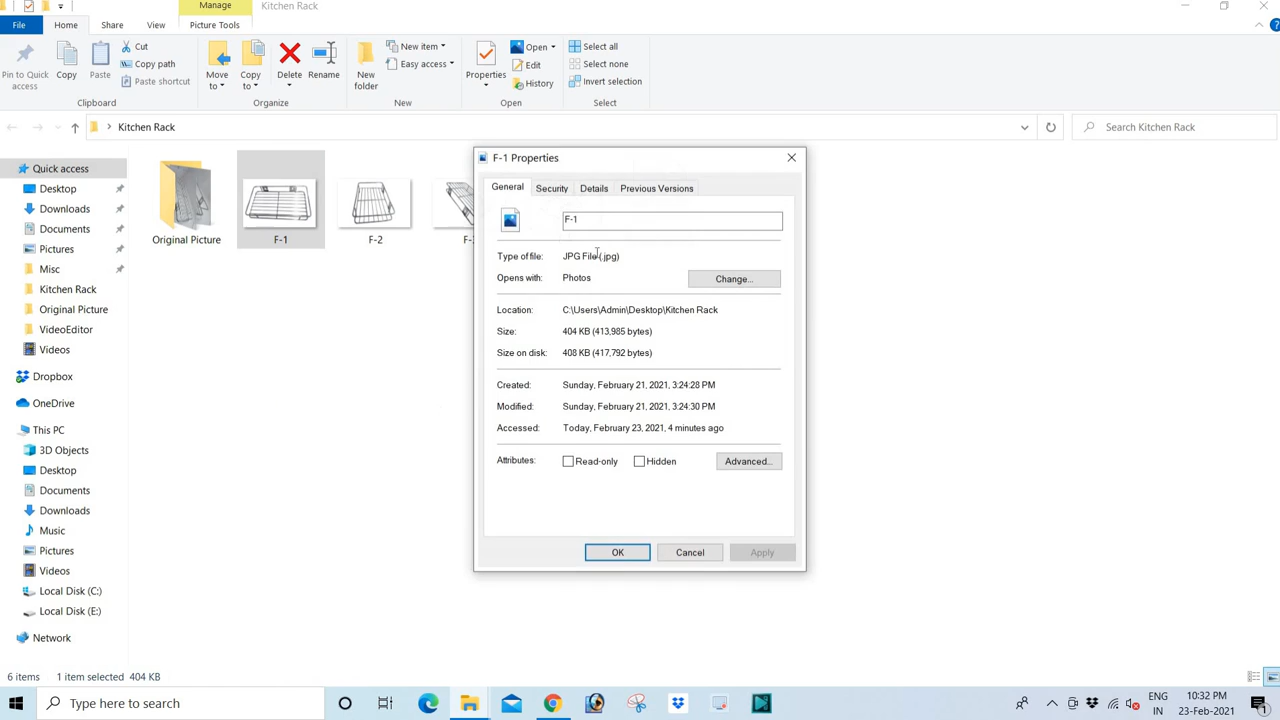 Manage
Kitchen Rack
File
Home
Share
View
Picture Tools
Pin to Quick
access
Copy
Paste
Cut
Copy path
Paste shortcut
Clipboard
Move
to
Copy
to
Delete
Rename
Organize
New
folder
New item
Easy access
New
Properties
Open
Edit
History
Open
Select all
Select none
Invert selection
Select
Kitchen Rack
Search Kitchen Rack
Quick access
Desktop
Downloads
Documents
Pictures
Misc
Kitchen Rack
Original Picture
VideoEditor
Videos
Dropbox
OneDrive
This PC
3D Objects
Desktop
Documents
Downloads
Music
Pictures
Videos
Local Disk (C:)
Local Disk (E:)
Network
Original Picture
F-1
F-2
F-1 Properties
General
Security
Details
Previous Versions
F-1
Type of file: JPG File (.jpg)
Opens with: Photos
Change...
Location: C:\Users\Admin\Desktop\Kitchen Rack
Size: 404 KB (413,985 bytes)
Size on disk: 408 KB (417,792 bytes)
Created: Sunday, February 21, 2021, 3:24:28 PM
Modified: Sunday, February 21, 2021, 3:24:30 PM
Accessed: Today, February 23, 2021, 4 minutes ago
Attributes: Read-only Hidden Advanced...
OK Cancel Apply
6 items 1 item selected 404 KB
Type here to search
ENG
IN
10:32 PM
23-Feb-2021
1